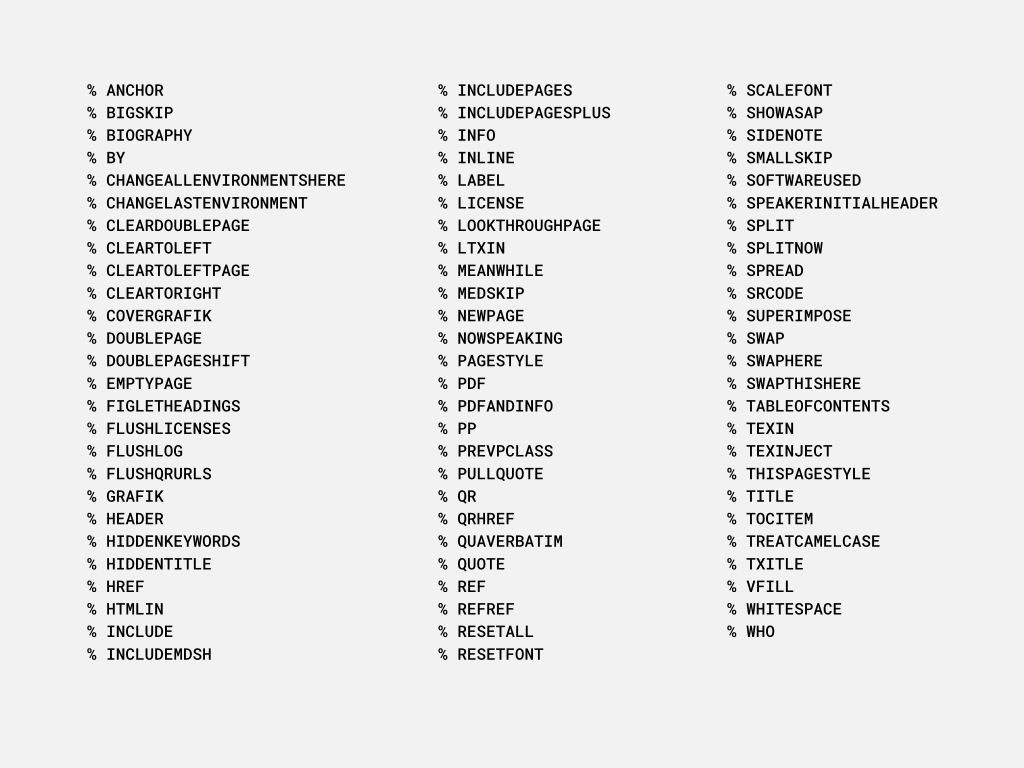 % ANCHOR
% BIGSKIP
% BIOGRAPHY
% BY
% CHANGEALLENVIRONMENTSHERE
% CHANGELASTENVIRONMENT
% CLEARDOUBLEPAGE
% CLEARTOLEFT
% CLEARTOLEFTPAGE
% CLEARTORIGHT
% COVERGRAFIK
% DOUBLEPAGE
% DOUBLEPAGESHIFT
% EMPTYPAGE
% FIGLETHEADINGS
% FLUSHLICENSES
% FLUSHLOG
% FLUSHQRURLS
% GRAFIK
% HEADER
% HIDDENKEYWORDS
% HIDDENTITLE
% HREF
% HTMLIN
% INCLUDE
% INCLUDEMDSH
% INCLUDEPAGES
% INCLUDEPAGESPLUS
% INFO
% INLINE
% LABEL
% LICENSE
% LOOKTHROUGHPAGE
% LTXIN
% MEANWHILE
% MEDSKIP
% NEWPAGE
% NOWSPEAKING
% PAGESTYLE
% PDF
% PDFANDINFO
% PP
% PREVPCLASS
% PULLQUOTE
% QR
% QRHREF
% QUAVERBATIM
% QUOTE
% REF
% REFREF
% RESETALL
% RESETFONT
% SCALEFONT
% SHOWASAP
% SIDENOTE
% SMALLSKIP
% SOFTWAREUSED
% SPEAKERINITIALHEADER
% SPLIT
% SPLITNOW
% SPREAD
% SRCODE
% SUPERIMPOSE
% SWAP
% SWAPHERE
% SWAPTHISHERE
% TABLEOFCONTENTS
% TEXIN
% TEXINJECT
% THISPAGESTYLE
% TITLE
% TOCITEM
% TREATCAMELCASE
% TXITLE
% VFILL
% WHITESPACE
% WHO